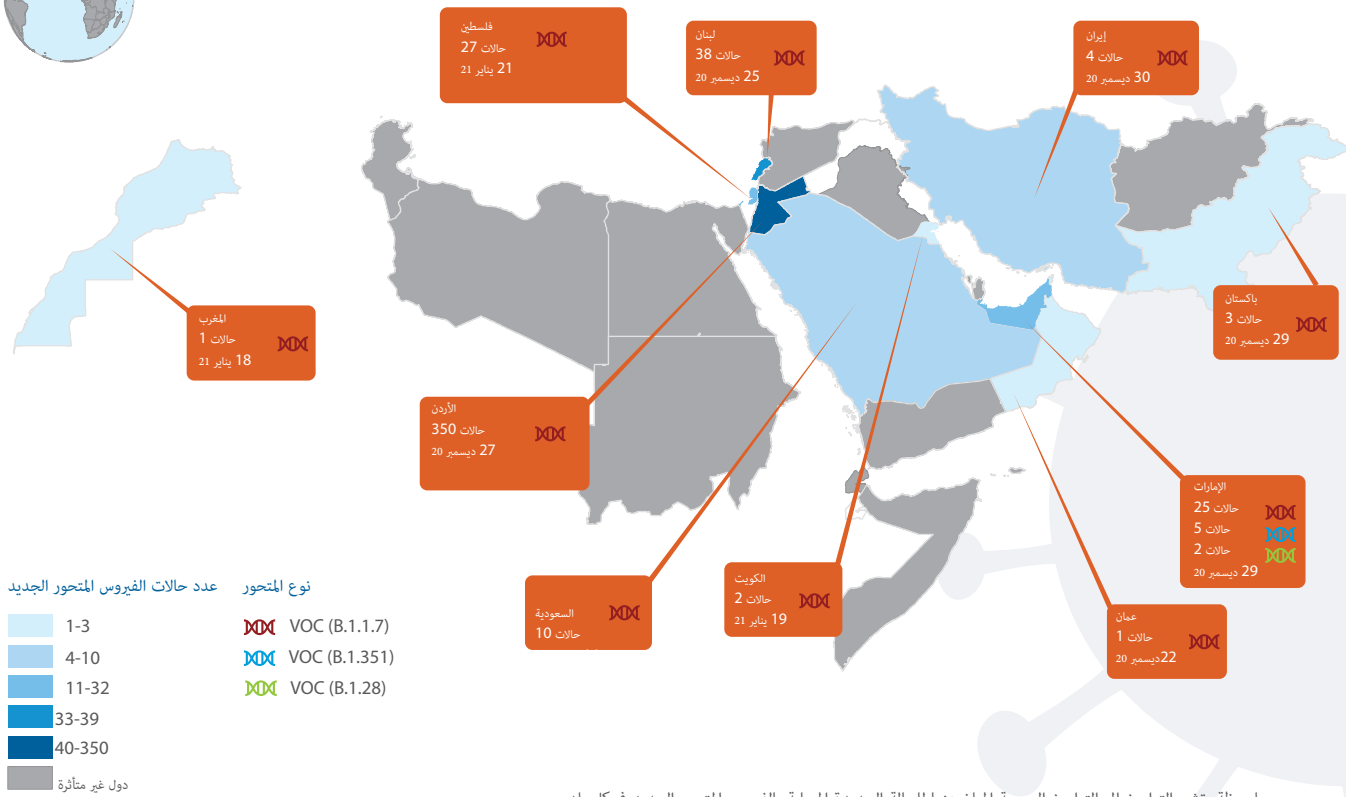 فلسطين
27 حالات
21 يناير 21
لبنان
38 حالات
25 ديسمبر 20
إيران
4 حالات
30 ديسمبر 20
المغرب
1 حالات
18 يناير 21
باكستان
3 حالات
29 ديسمبر 20
الأردن
350 حالات
27 ديسمبر 20
الإمارات
25 حالات
5 حالات
2 حالات
29 ديسمبر 20
الكويت
2 حالات
19 يناير 21
السعودية
10 حالات
عمان
1 حالات
22ديسمبر 20
نوع المتحور
VOC (B.1.1.7)
VOC (B.1.351)
VOC (B.1.28)
عدد حالات الفيروس المتحور الجديد
1-3
4-10
11-32
33-39
40-350
دول غير متأثرة